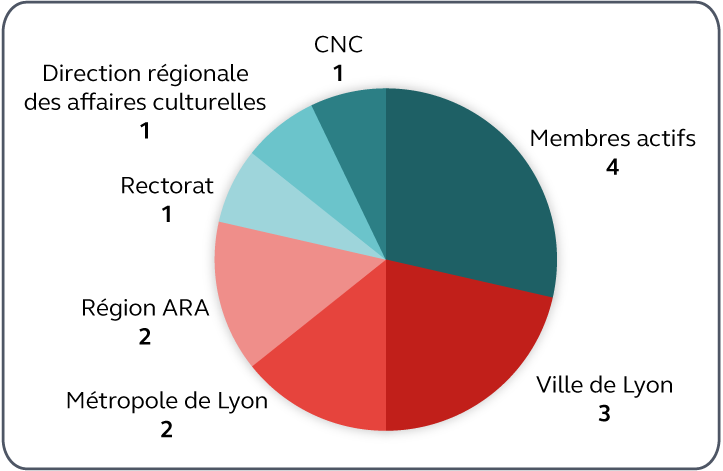 CNC
1
Direction régionale
des affaires culturelles
1
Membres actifs
4
Rectorat
1
Région ARA
2
Métropole de Lyon
2
Ville de Lyon
3